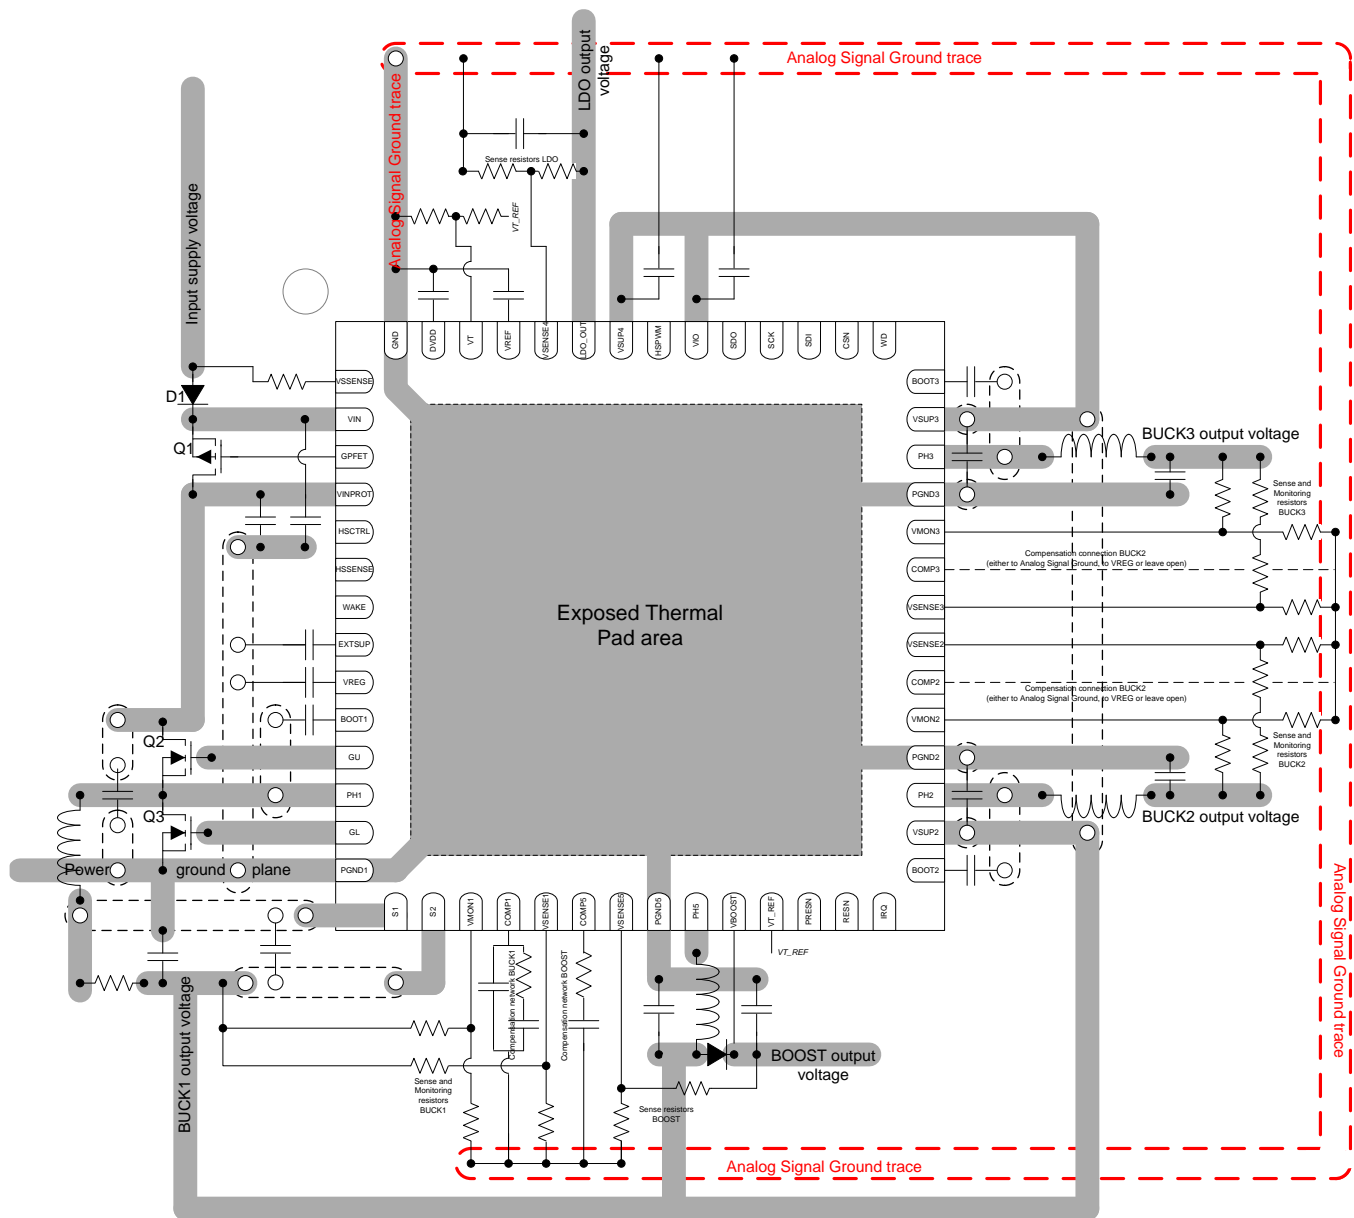 Analog Signal Ground trace
LDO output
voltage
Analog Signal Ground trace
Input supply voltage
Sense resistors LDO
VT_REF
GND
DVDD
VT
VREF
VSENSE4
LDO_OUT
VSUP4
HSPWM
VIO
SDO
SCK
SDI
CSN
WD
D1
Q1
VSSENSE
VIN
GPFET
VINPROT
HSCTRL
HSSENSE
WAKE
EXTSUP
VREG
BOOT1
GU
PH1
GL
PGND1
Q2
Q3
Power
ground
plane
Exposed Thermal
Pad area
BOOT3
VSUP3
PH3
PGND3
VMON3
COMP3
VSENSE3
VSENSE2
COMP2
VMON2
PGND2
PH2
VSUP2
BOOT2
BUCK3 output voltage
Sense and
Monitoring
resistors
BUCK3
Compensation connection BUCK2
(either to Analog Signal Ground, to VREG or leave open)
Compensation connection BUCK2
(either to Analog Signal Ground, to VREG or leave open)
Sense and
Monitoring
resistors
BUCK2
BUCK2 output voltage
Analog Signal Ground trace
S1
S2
VMON1
COMP1
VSENSE1
COMP5
VSENSE5
PGND5
PH5
VBOOST
VT_REF
PRESN
RESN
IRQ
VT_REF
Compensation network BUCK1
Compensation network BOOST
BUCK1 output voltage
Sense and
Monitoring
resistors
BUCK1
Sense resistors
BOOST
BOOST output
voltage
Analog Signal Ground trace